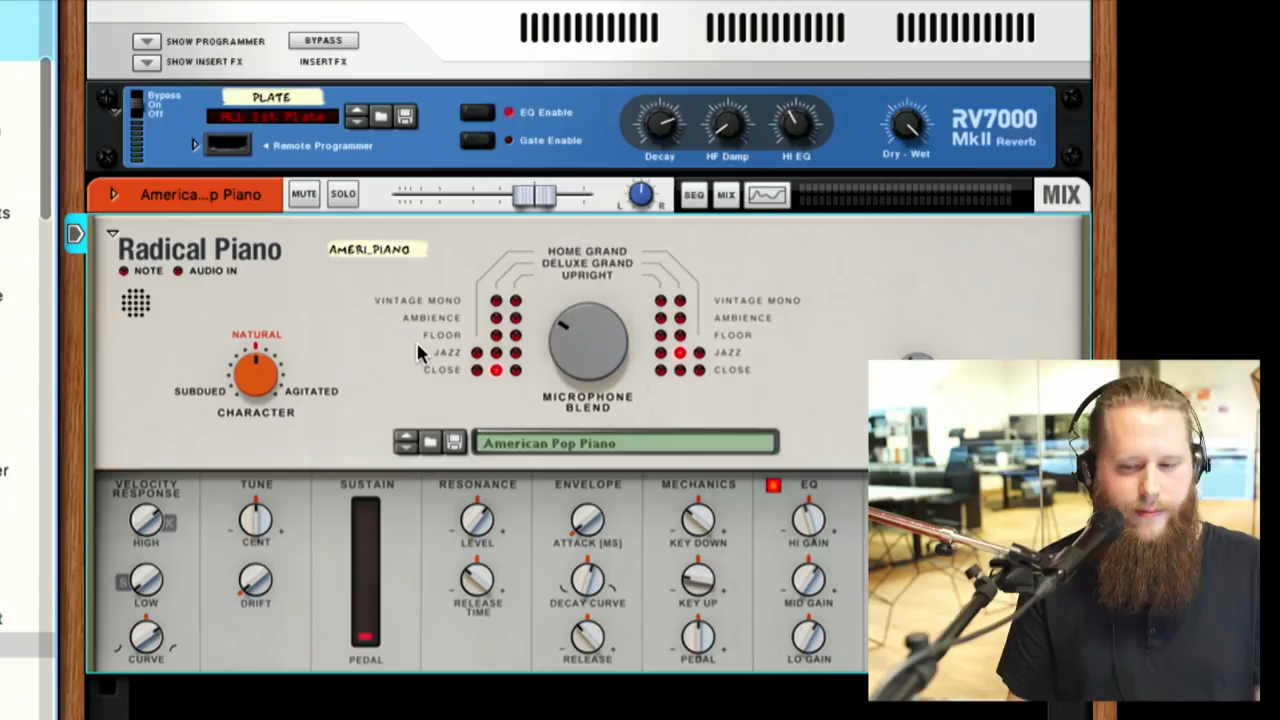 SHOW PROGRAMMER
BYPASS
SHOW INSERT FX
INSERT FX
Bypass
On
Off
PLATE
ALL 1st Plate
EQ Enable
Gate Enable
Remote Programmer
Decay
HF Damp
HI EQ
Dry - Wet
RV7000
MkII Reverb
America...p Piano
MUTE
SOLO
L
R
SEQ
MIX
MIX
Radical Piano
AMERI_PIANO
NOTE
AUDIO IN
HOME GRAND
DELUXE GRAND
UPRIGHT
VINTAGE MONO
VINTAGE MONO
AMBIENCE
AMBIENCE
FLOOR
FLOOR
JAZZ
JAZZ
CLOSE
CLOSE
NATURAL
SUBDUED
AGITATED
CHARACTER
MICROPHONE
BLEND
American Pop Piano
VELOCITY
RESPONSE
TUNE
SUSTAIN
RESONANCE
ENVELOPE
MECHANICS
EQ
HIGH
CENT
LEVEL
ATTACK [MS]
KEY DOWN
HI GAIN
LOW
DRIFT
RELEASE
TIME
DECAY CURVE
KEY UP
MID GAIN
CURVE
PEDAL
RELEASE
PEDAL
LO GAIN